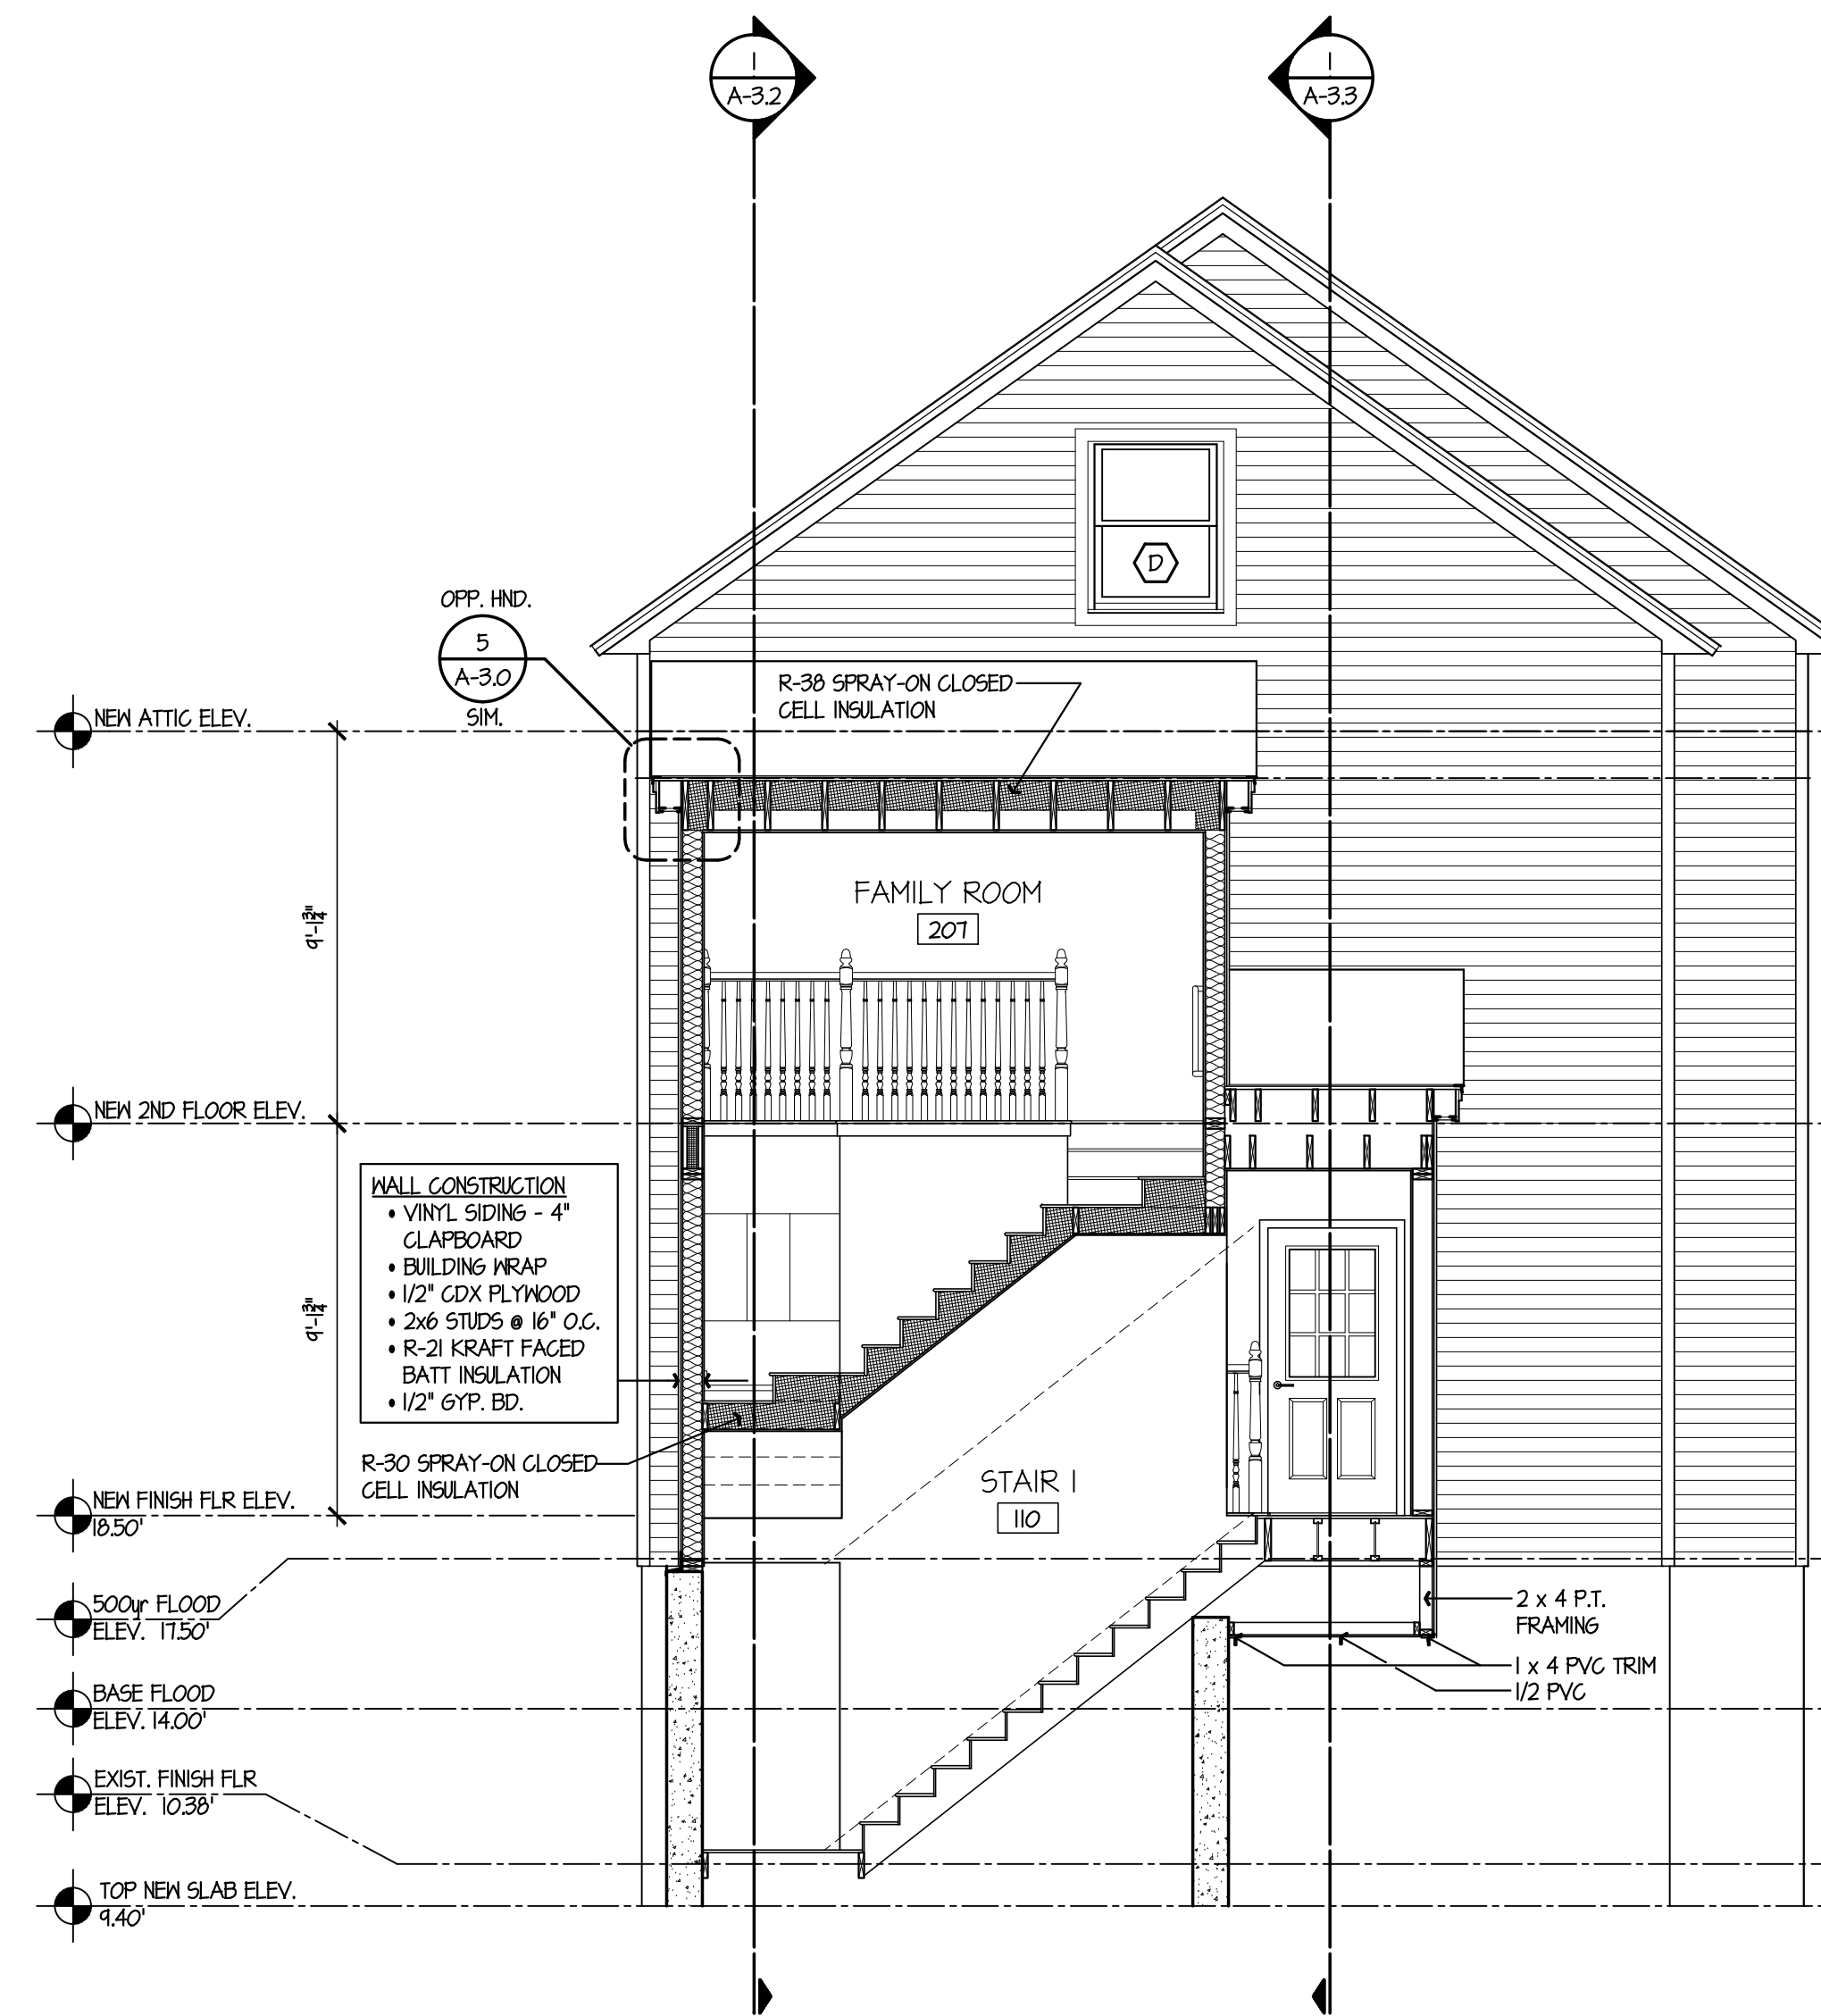 1
A-3.2
1
A-3.3
D
OPP. HND.
5
A-3.0
SIM.
R-38 SPRAY-ON CLOSED
CELL INSULATION
NEW ATTIC ELEV.
9'-1 3/4"
FAMILY ROOM
207
NEW 2ND FLOOR ELEV.
WALL CONSTRUCTION
• VINYL SIDING - 4"
CLAPBOARD
• BUILDING WRAP
• 1/2" CDX PLYWOOD
• 2x6 STUDS @ 16" O.C.
• R-21 KRAFT FACED
BATT INSULATION
• 1/2" GYP. BD.
9'-1 3/4"
R-30 SPRAY-ON CLOSED
CELL INSULATION
STAIR 1
110
NEW FINISH FLR ELEV.
18.50'
500yr FLOOD
ELEV. 17.50'
2 x 4 P.T.
FRAMING
1 x 4 PVC TRIM
1/2 PVC
BASE FLOOD
ELEV. 14.00'
EXIST. FINISH FLR
ELEV. 10.38'
TOP NEW SLAB ELEV.
9.40'